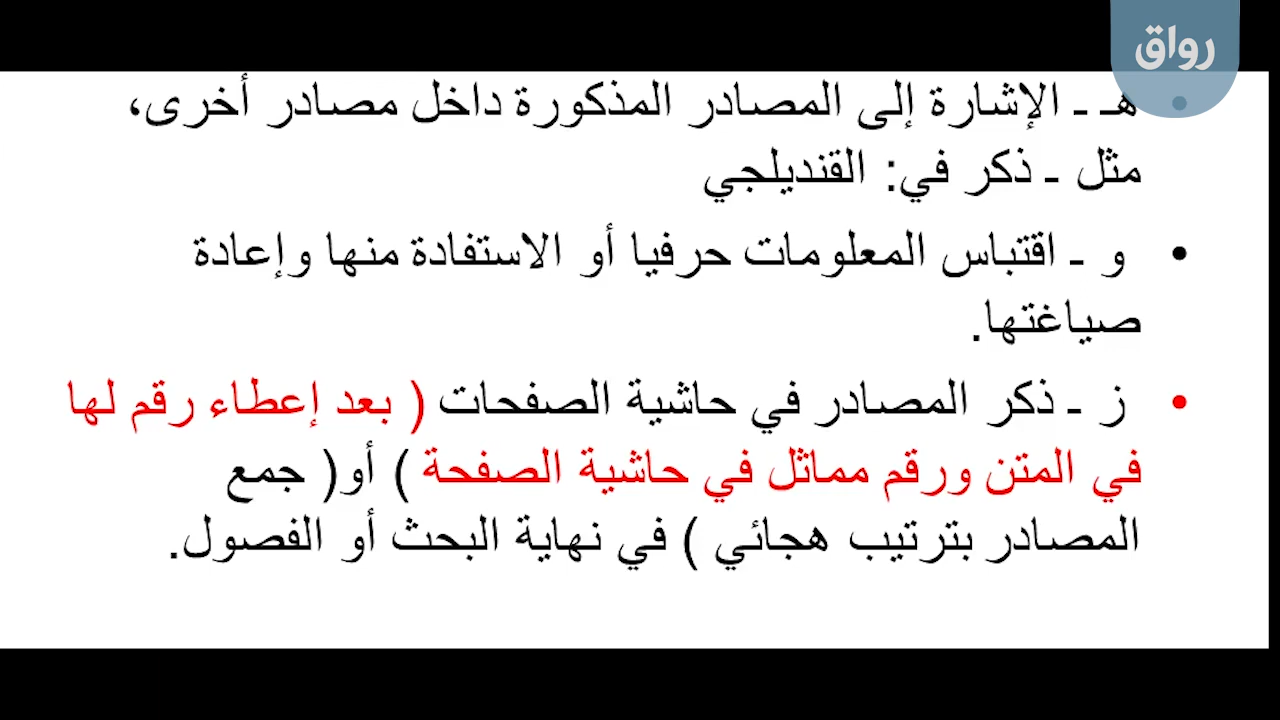 رواق
هـ ـ الإشارة إلى المصادر المذكورة داخل مصادر أخرى،
مثل ـ ذكر في: القنديلجي
• و ـ اقتباس المعلومات حرفيا أو الاستفادة منها وإعادة
صياغتها.
• ز ـ ذكر المصادر في حاشية الصفحات ( بعد إعطاء رقم لها
في المتن ورقم مماثل في حاشية الصفحة ) أو( جمع
المصادر بترتيب هجائي ) في نهاية البحث أو الفصول.